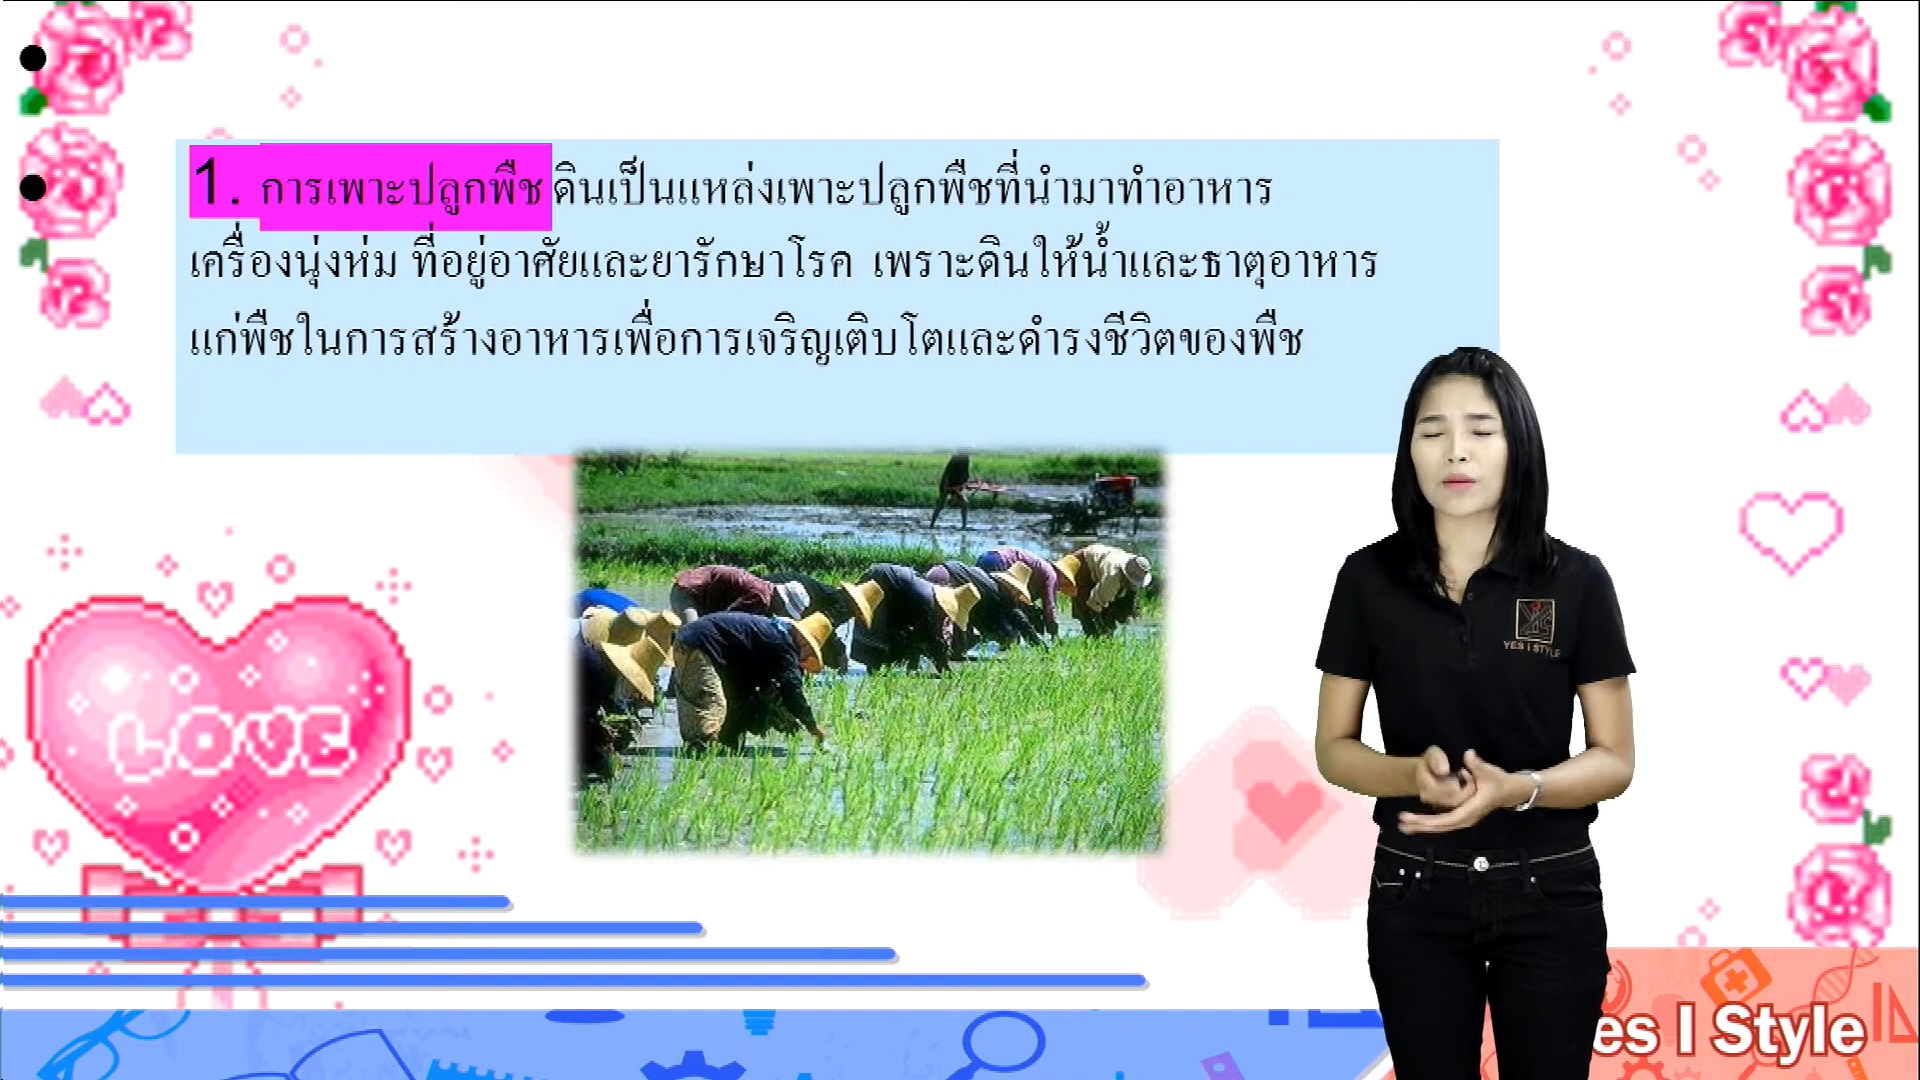 1. การเพาะปลูกพืช ดินเป็นแหล่งเพาะปลูกพืชที่นำมาทำอาหาร
เครื่องนุ่งห่ม ที่อยู่อาศัยและยารักษาโรค เพราะดินให้น้ำและธาตุอาหาร
แก่พืชในการสร้างอาหารเพื่อการเจริญเติบโตและดำรงชีวิตของพืช
YES I STYLE
LOVE
es I Style